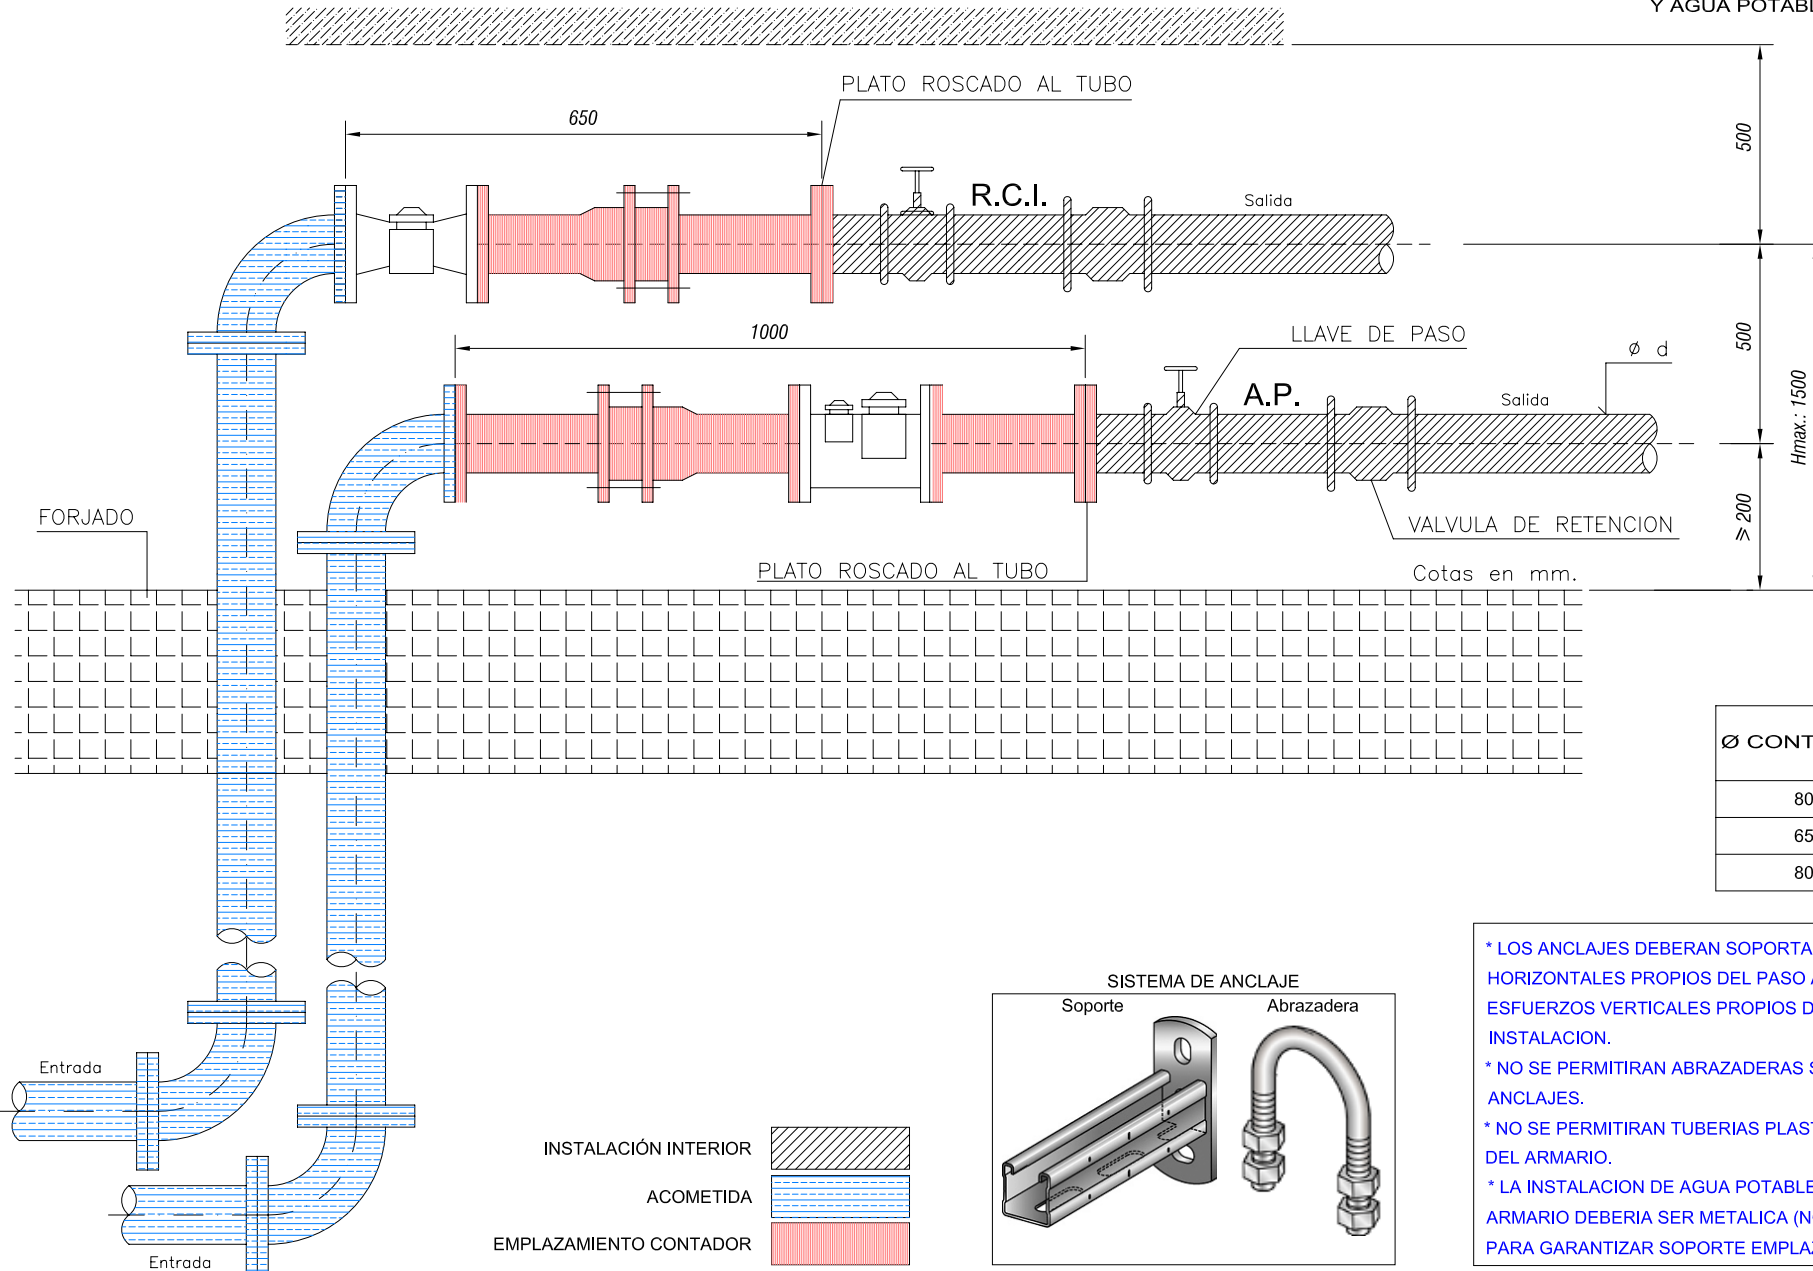 Y AGUA POTABL
PLATO ROSCADO AL TUBO
650
500
R.C.I.
Salida
1000
LLAVE DE PASO
Ø d
500
Hmax.: 1500
A.P.
Salida
FORJADO
VALVULA DE RETENCION
≥ 200
PLATO ROSCADO AL TUBO
Cotas en mm.
Ø CONT
80
65
80
* LOS ANCLAJES DEBERAN SOPORTA
HORIZONTALES PROPIOS DEL PASO
ESFUERZOS VERTICALES PROPIOS D
INSTALACION.
* NO SE PERMITIRAN ABRAZADERAS S
ANCLAJES.
* NO SE PERMITIRAN TUBERIAS PLAST
DEL ARMARIO.
* LA INSTALACION DE AGUA POTABLE
ARMARIO DEBERIA SER METALICA (N
PARA GARANTIZAR SOPORTE EMPLAZ
SISTEMA DE ANCLAJE
Soporte
Abrazadera
Entrada
Entrada
INSTALACIÓN INTERIOR
ACOMETIDA
EMPLAZAMIENTO CONTADOR